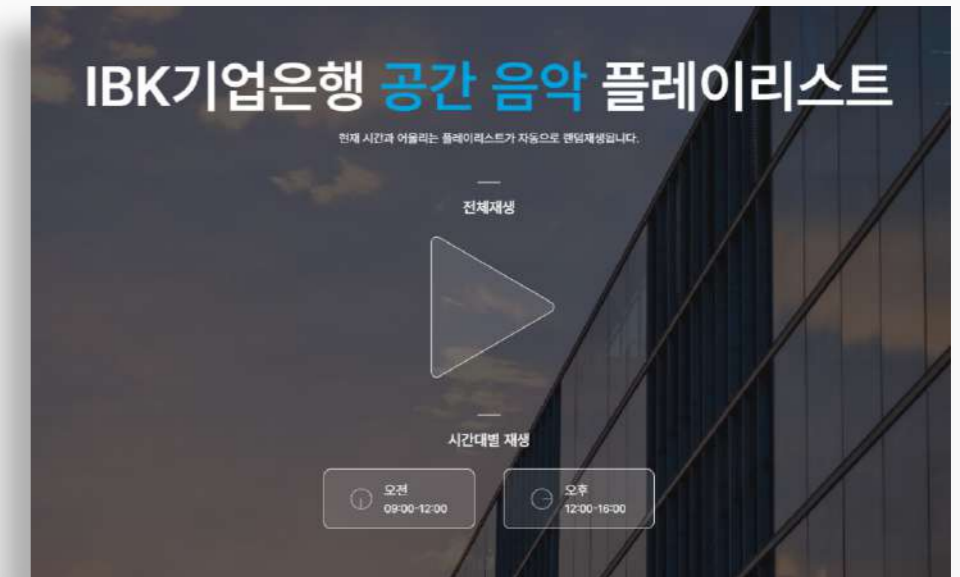 IBK기업은행 공간 음악 플레이리스트
현재 시간과 어울리는 플레이리스트가 자동으로 랜덤재생됩니다.
전체재생
시간대별 재생
오전
09:00-12:00
오후
12:00-16:00